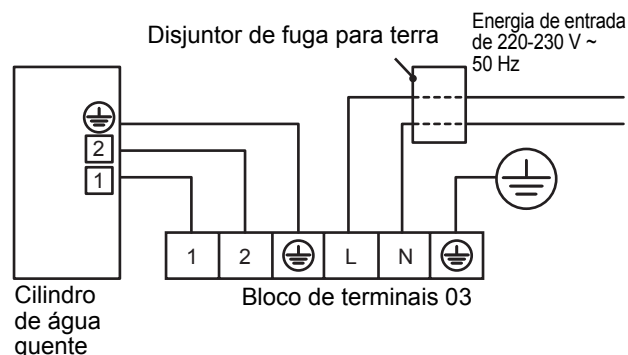 Disjuntor de fuga para terra
Energia de entrada
de 220-230 V ~
50 Hz
2
1
1 2 L N
Cilindro
de água
quente
Bloco de terminais 03